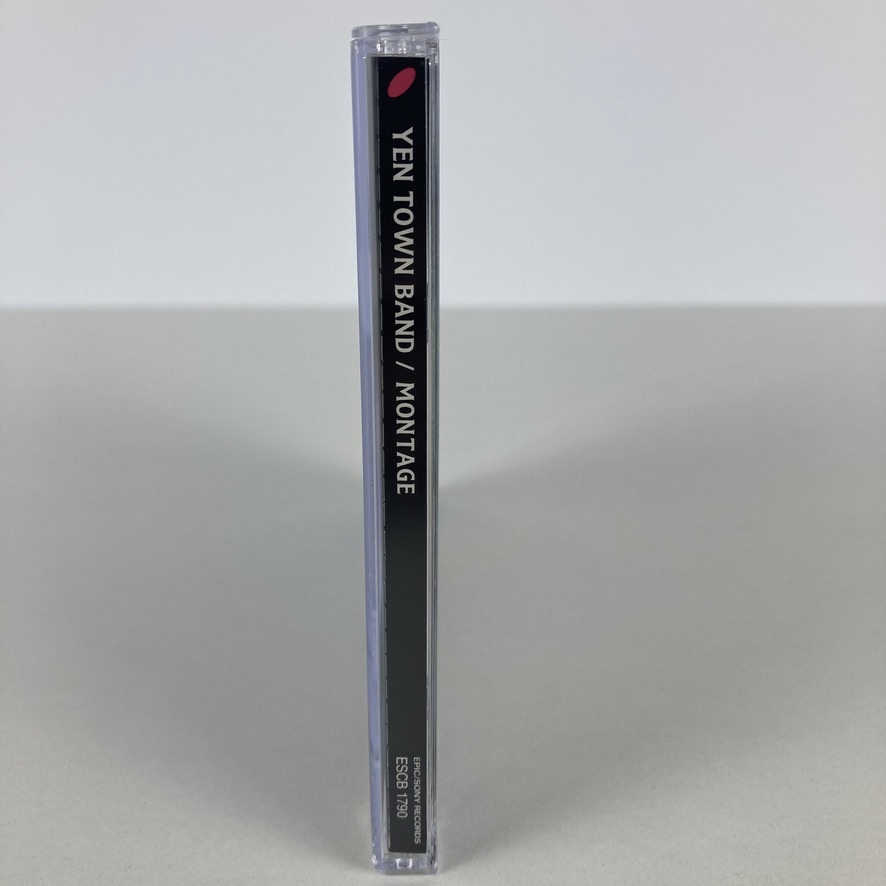 YEN TOWN BAND / MONTAGE
EPIC/SONY RECORDS
ESCB 1790